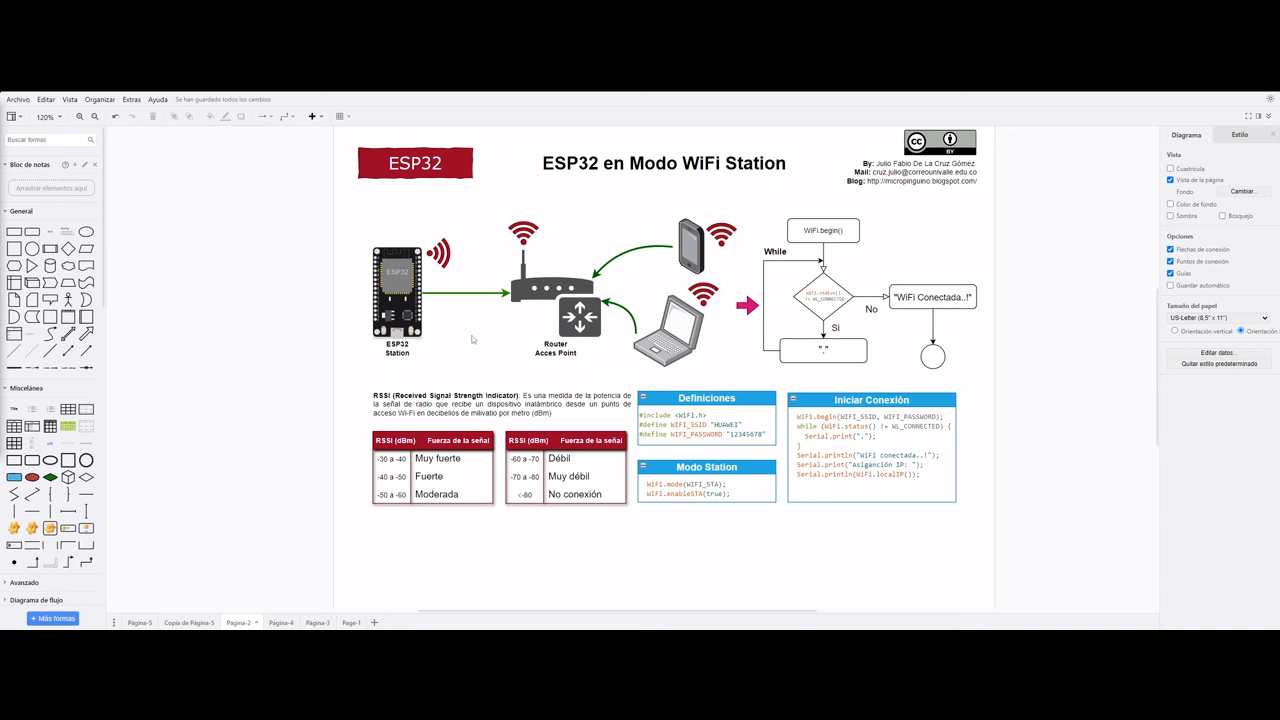 Archivo Editar Vista Organizar Extras Ayuda Se han guardado todos los cambios
120%
Buscar formas
Bloc de notas
Arrastrar elementos aquí
General
Miscelánea
Title
Avanzado
Diagrama de flujo
+ Más formas
ESP32
ESP32 en Modo WiFi Station
CC BY
By: Julio Fabio De La Cruz Gómez.
Mail: cruz.julio@correounivalle.edu.co
Blog: http://micropinguino.blogspot.com/
ESP32
ESP32
Station
Router
Acces Point
WiFi.begin()
While
WiFi.status()
!= WL_CONNECTED
No
"WiFi Conectada..!"
Si
"."
RSSI (Received Signal Strength Indicator): Es una medida de la potencia de
la señal de radio que recibe un dispositivo inalámbrico desde un punto de
acceso Wi-Fi en decibelios de milivatio por metro (dBm)
RSSI (dBm) Fuerza de la señal
-30 a -40 Muy fuerte
-40 a -50 Fuerte
-50 a -60 Moderada
RSSI (dBm) Fuerza de la señal
-60 a -70 Débil
-70 a -80 Muy débil
<-80 No conexión
Definiciones
#include <WiFi.h>
#define WIFI_SSID "HUAWEI"
#define WIFI_PASSWORD "12345678"
Modo Station
WiFi.mode(WIFI_STA);
WiFi.enableSTA(true);
Iniciar Conexión
WiFi.begin(WIFI_SSID, WIFI_PASSWORD);
while (WiFi.status() != WL_CONNECTED) {
Serial.print(".");
}
Serial.println("WiFi conectada..!");
Serial.print("Asiganción IP: ");
Serial.println(WiFi.localIP());
Diagrama Estilo
Vista
Cuadrícula
Vista de la página
Fondo Cambiar...
Color de fondo
Sombra Bosquejo
Opciones
Flechas de conexión
Puntos de conexión
Guías
Guardar automático
Tamaño del papel
US-Letter (8,5" x 11")
Orientación vertical Orientación
Editar datos...
Quitar estilo predeterminado
Página-5 Copia de Página-5 Página-2 Página-4 Página-3 Page-1